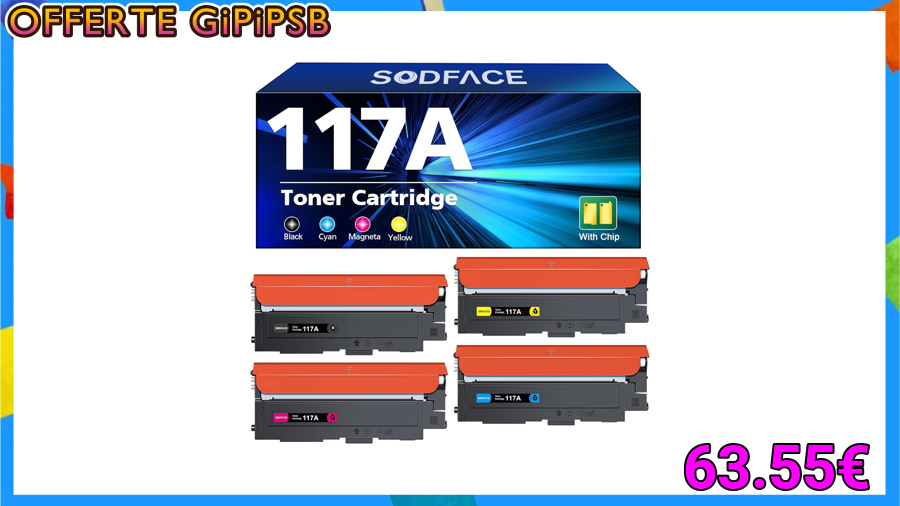 OFFERTE GiPiPSB
SODFACE
117A
Toner Cartridge
Black Cyan Magneta Yellow
With Chip
117A
117A
117A
117A
63.55€